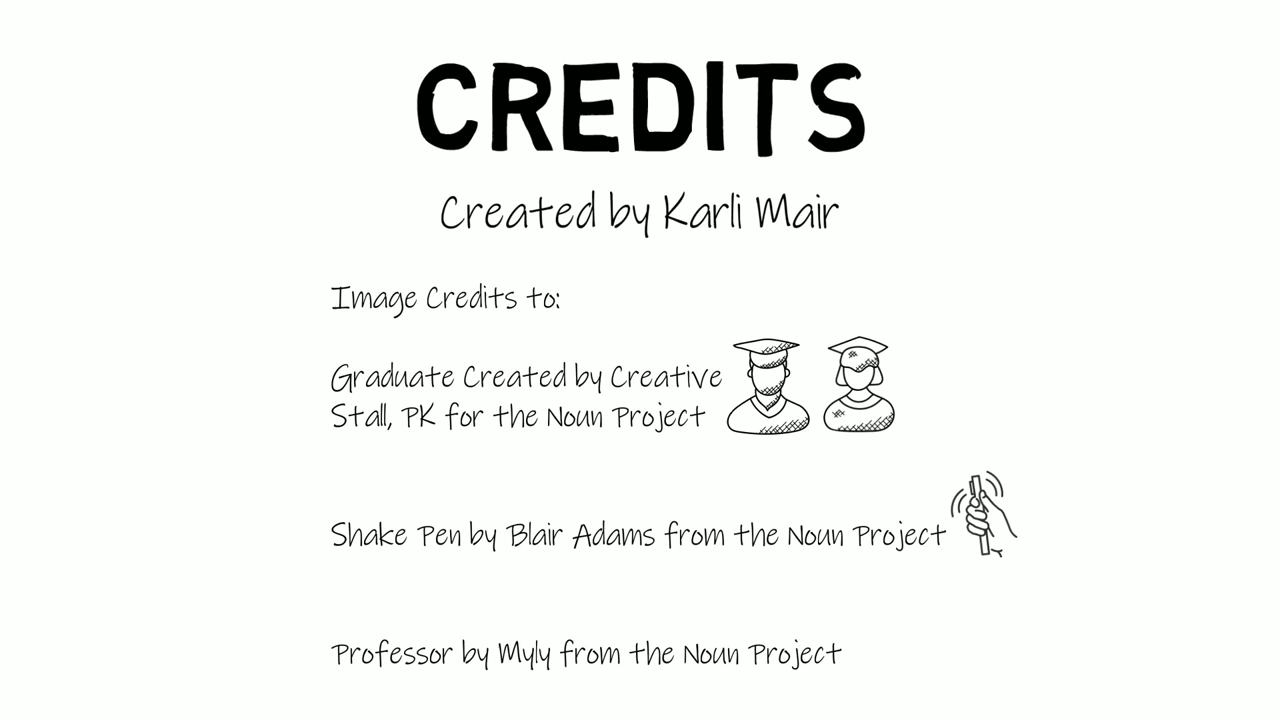 CREDITS
Created by Karli Mair
Image Credits to:
Graduate Created by Creative
Stall, PK for the Noun Project
Shake Pen by Blair Adams from the Noun Project
Professor by Myly from the Noun Project